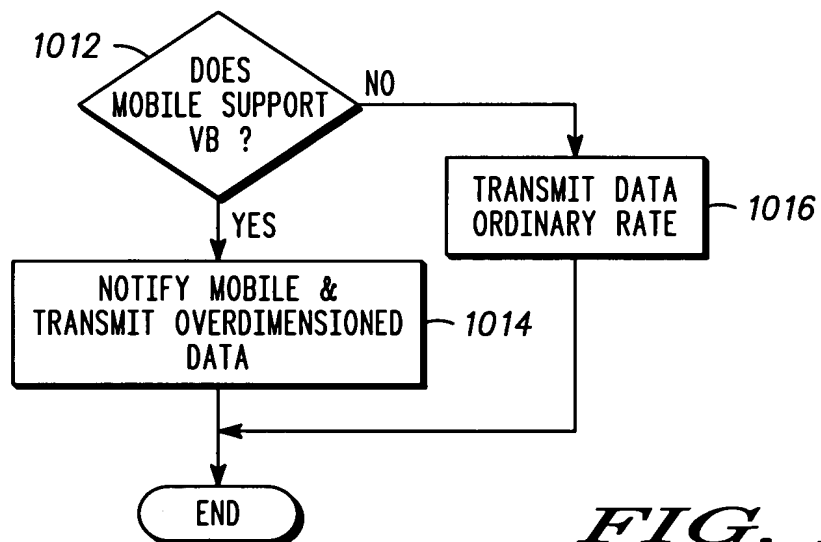 1012
DOES
MOBILE SUPPORT
VB ?
NO
YES
TRANSMIT DATA
ORDINARY RATE
1016
NOTIFY MOBILE &
TRANSMIT OVERDIMENSIONED
DATA
1014
END
FIG.